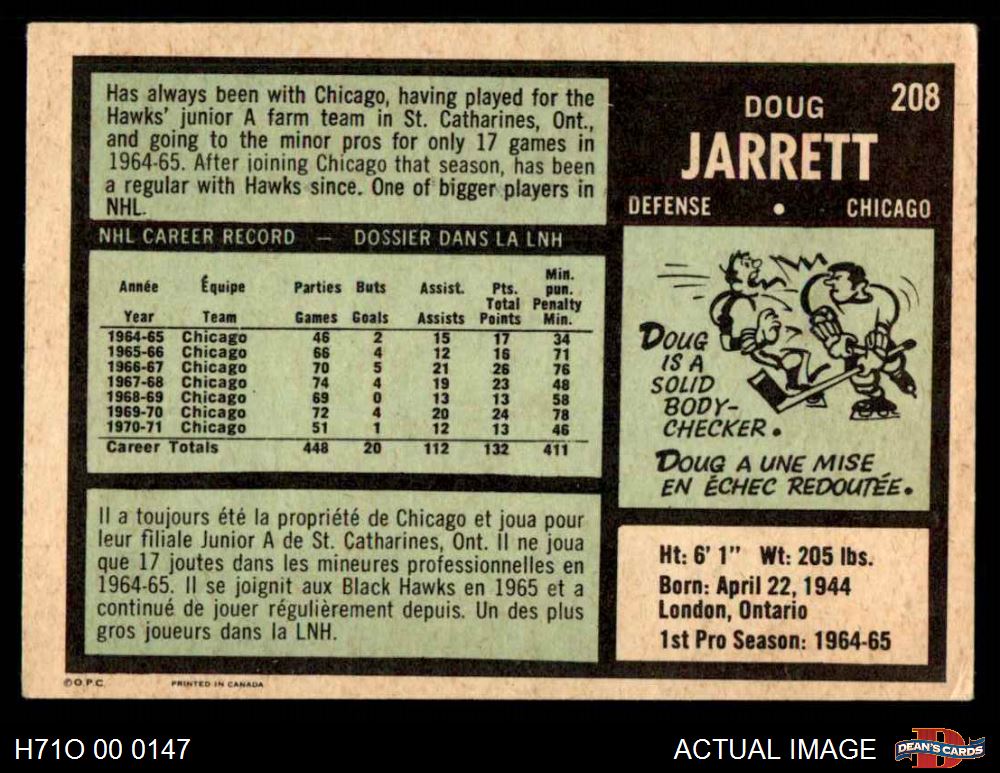 Has always been with Chicago, having played for the
Hawks' junior A farm team in St. Catharines, Ont.,
and going to the minor pros for only 17 games in
1964-65. After joining Chicago that season, has been
a regular with Hawks since. One of bigger players in
NHL.
208
DOUG
JARRETT
DEFENSE • CHICAGO
NHL CAREER RECORD — DOSSIER DANS LA LNH
Année Équipe Parties Buts Assist. Pts. Total Min. pun.
Year Team Games Goals Assists Points Penalty Min.
1964-65 Chicago 46 2 15 17 34
1965-66 Chicago 66 4 12 16 71
1966-67 Chicago 70 5 21 26 76
1967-68 Chicago 74 4 19 23 48
1968-69 Chicago 69 0 13 13 58
1969-70 Chicago 72 4 20 24 78
1970-71 Chicago 51 1 12 13 46
Career Totals 448 20 112 132 411
DOUG
IS A
SOLID
BODY-
CHECKER.
DOUG A UNE MISE
EN ÉCHEC REDOUTÉE.
Il a toujours été la propriété de Chicago et joua pour
leur filiale Junior A de St. Catharines, Ont. Il ne joua
que 17 joutes dans les mineures professionnelles en
1964-65. Il se joignit aux Black Hawks en 1965 et a
continué de jouer régulièrement depuis. Un des plus
gros joueurs dans la LNH.
Ht: 6' 1" Wt: 205 lbs.
Born: April 22, 1944
London, Ontario
1st Pro Season: 1964-65
© O.P.C. PRINTED IN CANADA
H71O 00 0147
ACTUAL IMAGE
DEAN'S CARDS